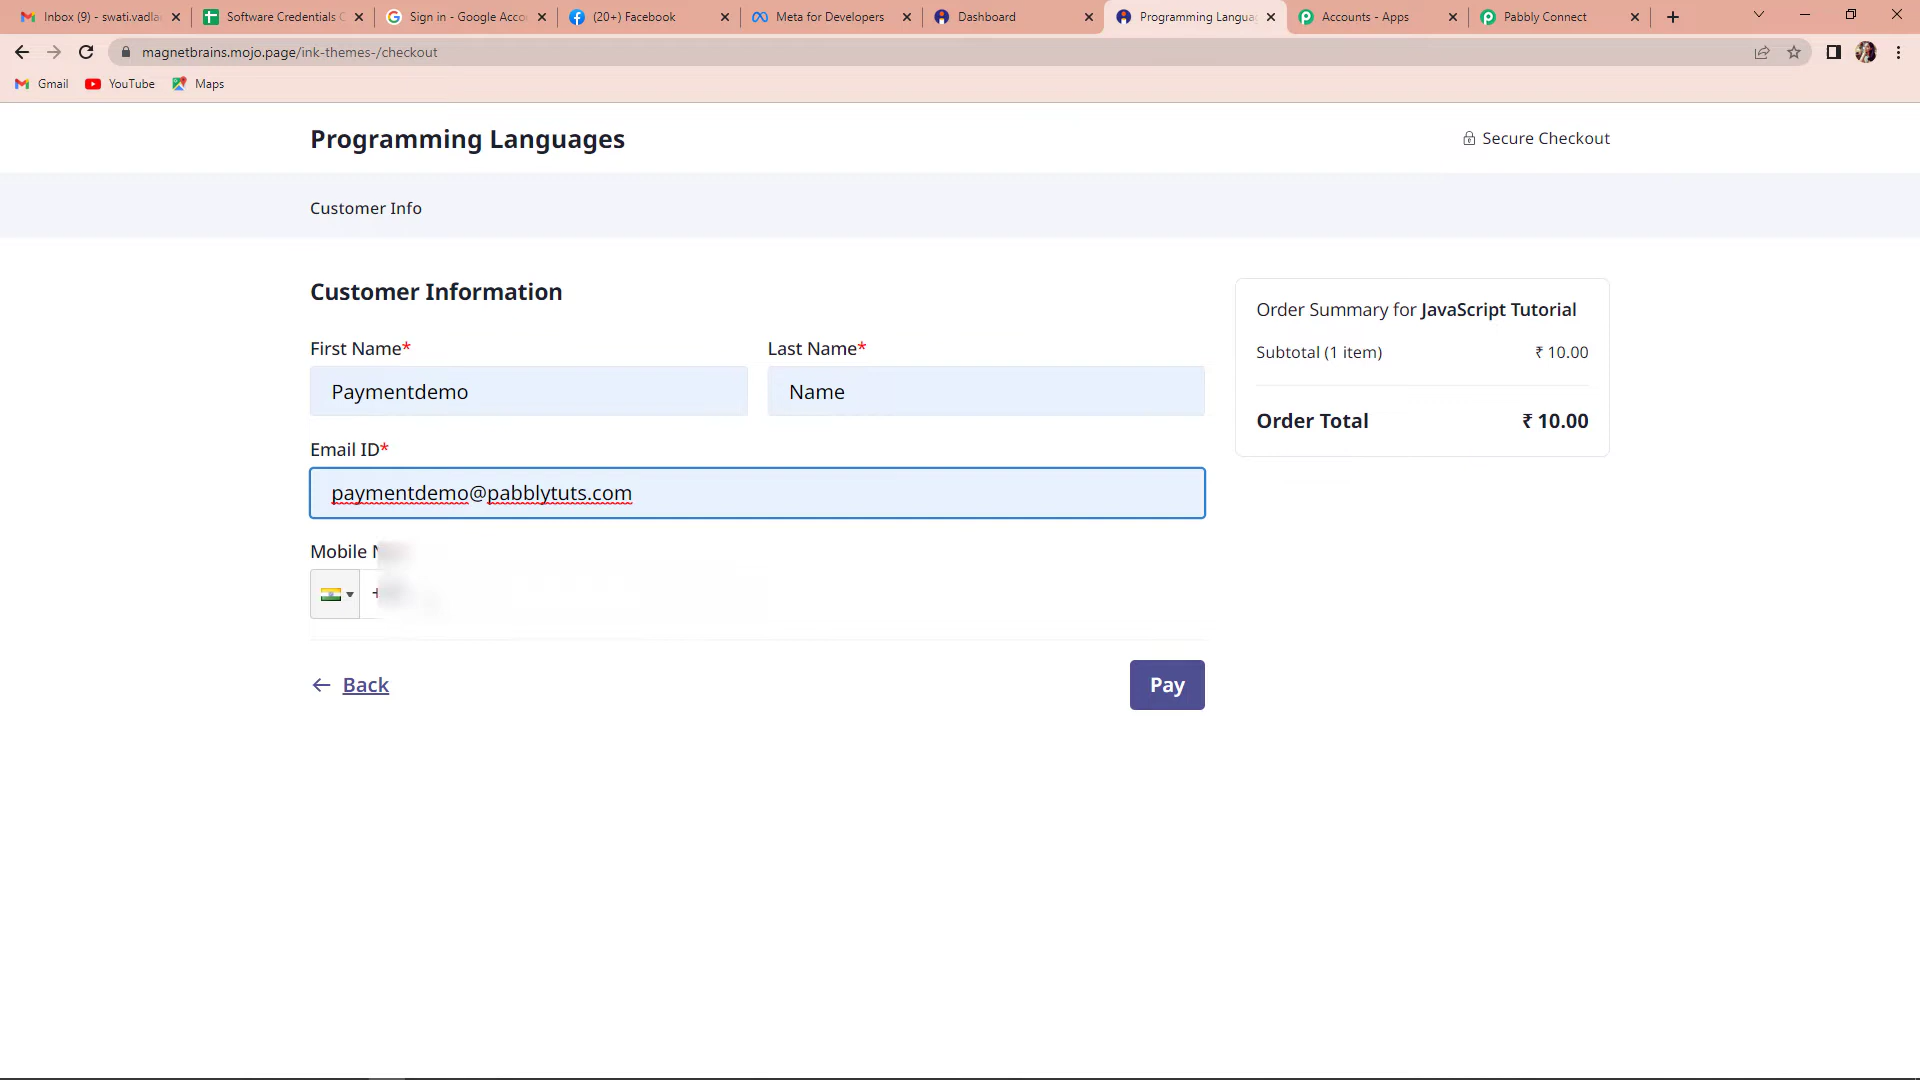 Inbox (9) - swati.vadla
Software Credentials C
Sign in - Google Acco
(20+) Facebook
Meta for Developers
Dashboard
Programming Langua
Accounts - Apps
Pabbly Connect
magnetbrains.mojo.page/ink-themes-/checkout
Gmail
YouTube
Maps
Programming Languages
Secure Checkout
Customer Info
Customer Information
Order Summary for JavaScript Tutorial
First Name*
Last Name*
Subtotal (1 item)
₹ 10.00
Paymentdemo
Name
Order Total
₹ 10.00
Email ID*
paymentdemo@pabblytuts.com
Mobile
+
Back
Pay